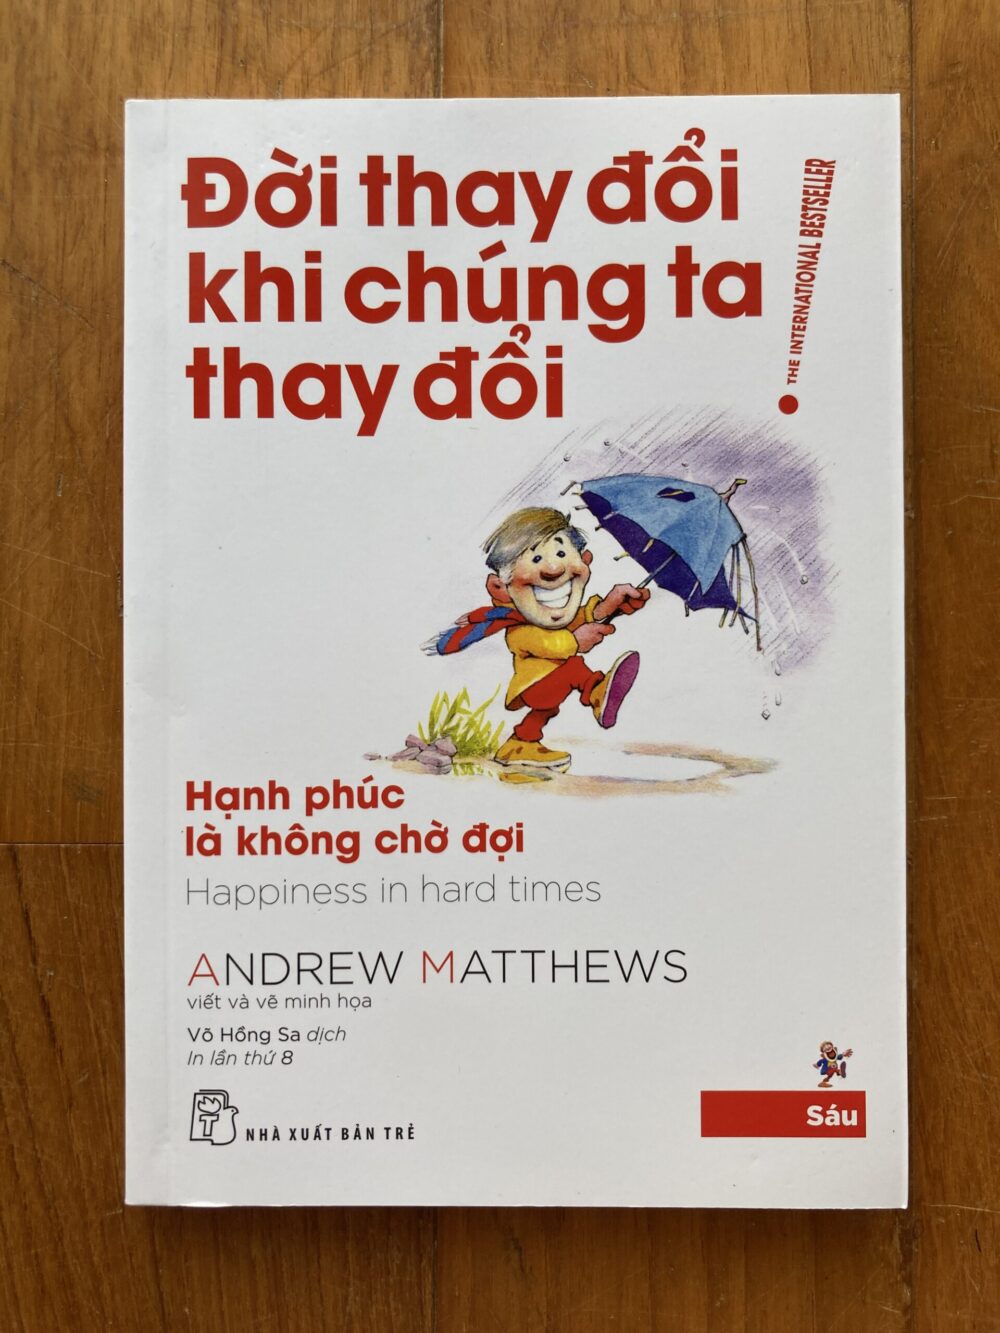 Đời thay đổi
khi chúng ta
thay đổi
THE INTERNATIONAL BESTSELLER
Hạnh phúc
là không chờ đợi
Happiness in hard times
ANDREW MATTHEWS
viết và vẽ minh họa
Võ Hồng Sa dịch
In lần thứ 8
T
NHÀ XUẤT BẢN TRẺ
Sáu